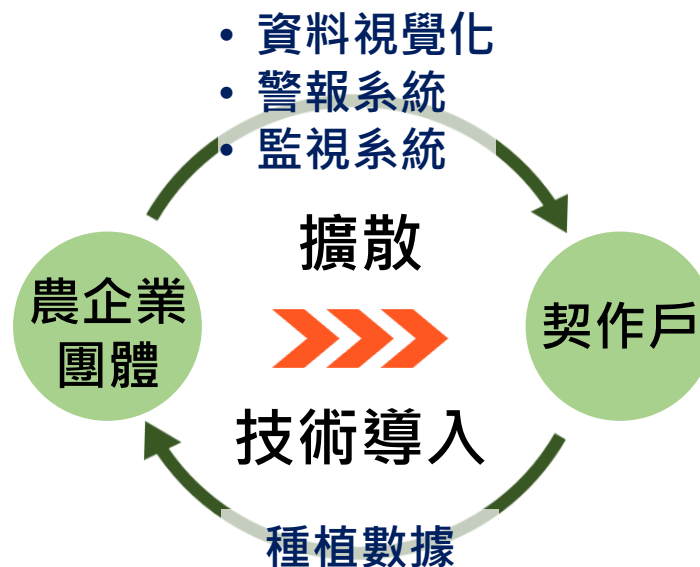 • 資料視覺化
• 警報系統
• 監視系統
擴散
農企業
團體
契作戶
技術導入
種植數據